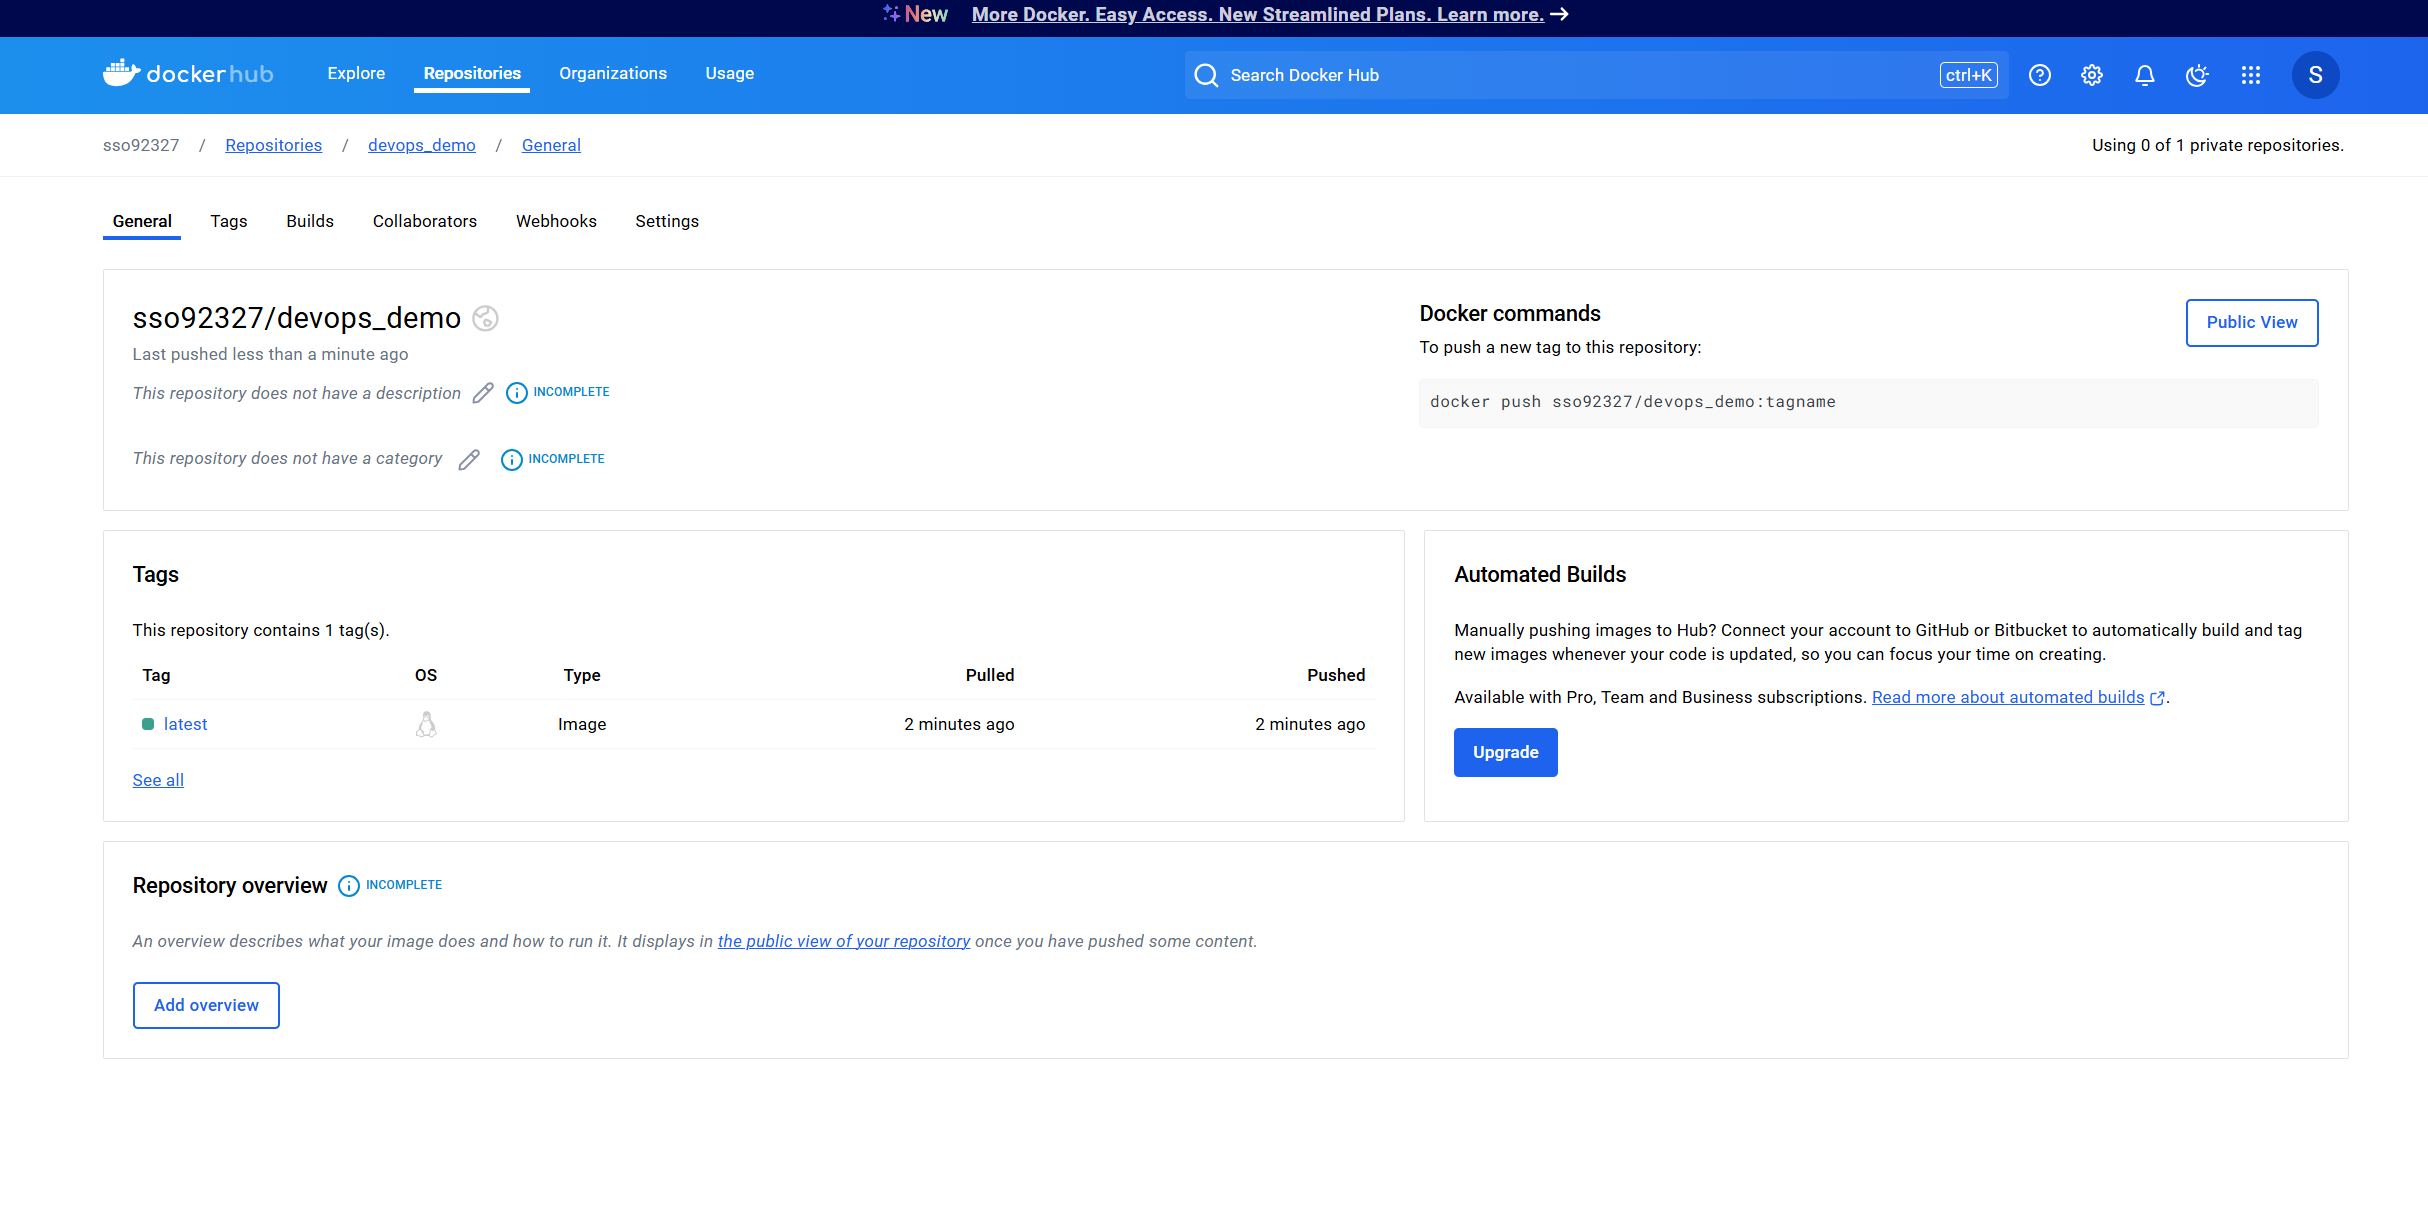 New More Docker. Easy Access. New Streamlined Plans. Learn more.
docker hub Explore Repositories Organizations Usage Search Docker Hub ctrl+K S
sso92327 / Repositories / devops_demo / General Using 0 of 1 private repositories.
General Tags Builds Collaborators Webhooks Settings
sso92327/devops_demo
Last pushed less than a minute ago
This repository does not have a description INCOMPLETE
This repository does not have a category INCOMPLETE
Docker commands
Public View
To push a new tag to this repository:
docker push sso92327/devops_demo:tagname
Tags
This repository contains 1 tag(s).
Tag OS Type Pulled Pushed
latest Image 2 minutes ago 2 minutes ago
See all
Automated Builds
Manually pushing images to Hub? Connect your account to GitHub or Bitbucket to automatically build and tag
new images whenever your code is updated, so you can focus your time on creating.
Available with Pro, Team and Business subscriptions. Read more about automated builds.
Upgrade
Repository overview INCOMPLETE
An overview describes what your image does and how to run it. It displays in the public view of your repository once you have pushed some content.
Add overview